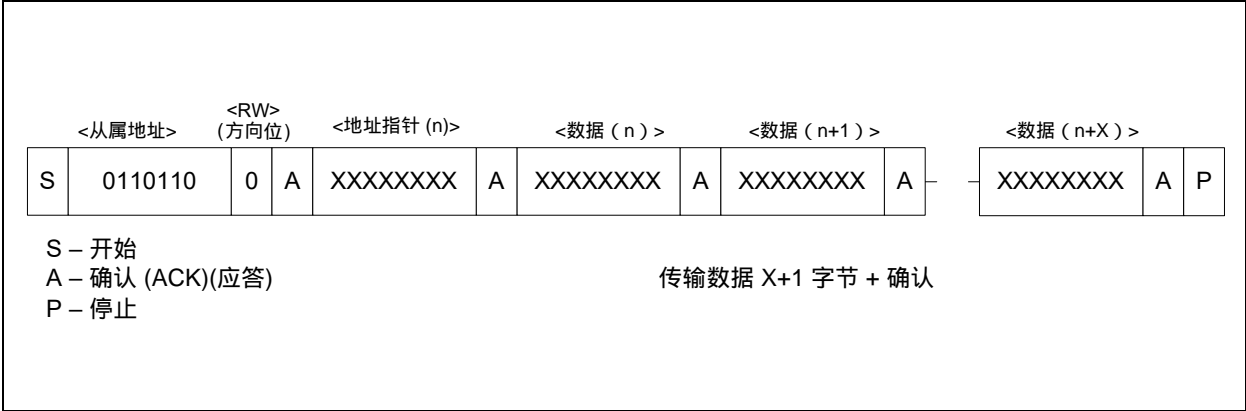 <RW>
<从属地址> (方向位) <地址指针 (n)> <数据（n）> <数据（n+1）> <数据（n+X）>
S 0110110 0 A XXXXXXXX A XXXXXXXX A XXXXXXXX A XXXXXXXX A P
S – 开始
A – 确认 (ACK)(应答) 传输数据 X+1 字节 + 确认
P – 停止